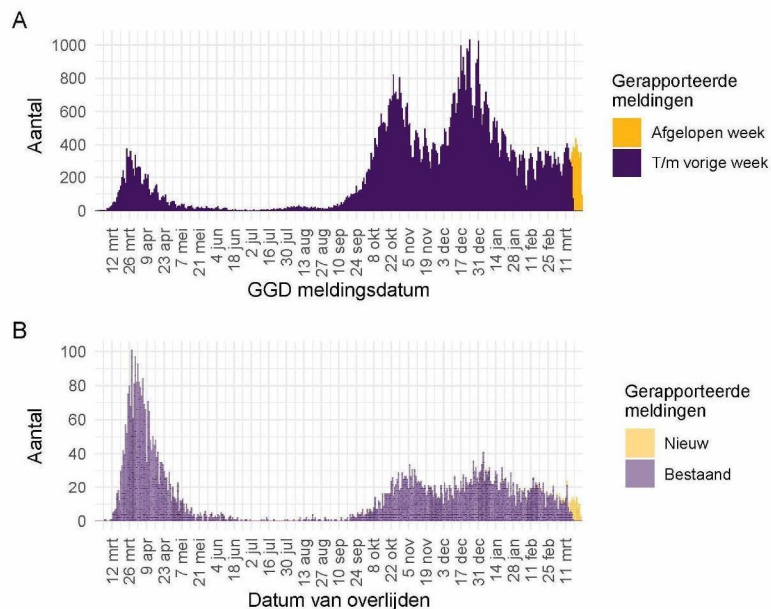 A
1000
800
600
400
200
0
Aantal
12 mrt
26 mrt
9 apr
23 apr
7 mei
21 mei
4 jun
18 jun
2 jul
16 jul
30 jul
13 aug
27 aug
10 sep
24 sep
8 okt
22 okt
5 nov
19 nov
3 dec
17 dec
31 dec
14 jan
28 jan
11 feb
25 feb
11 mrt
GGD meldingsdatum
Gerapporteerde
meldingen
Afgelopen week
T/m vorige week
B
100
80
60
40
20
0
Aantal
12 mrt
26 mrt
9 apr
23 apr
7 mei
21 mei
4 jun
18 jun
2 jul
16 jul
30 jul
13 aug
27 aug
10 sep
24 sep
8 okt
22 okt
5 nov
19 nov
3 dec
17 dec
31 dec
14 jan
28 jan
11 feb
25 feb
11 mrt
Datum van overlijden
Gerapporteerde
meldingen
Nieuw
Bestaand